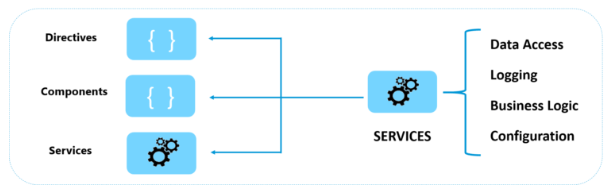 Directives
{ }
Components
{ }
Services
SERVICES
Data Access
Logging
Business Logic
Configuration